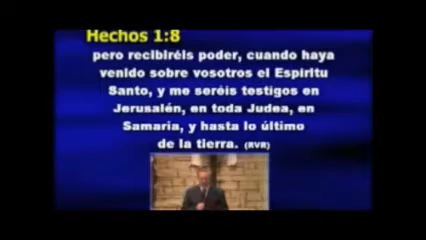 Hechos 1:8
pero recibiréis poder, cuando haya
venido sobre vosotros el Espiritu
Santo, y me seréis testigos en
Jerusalén, en toda Judea, en
Samaria, y hasta lo último
de la tierra. (RVR)